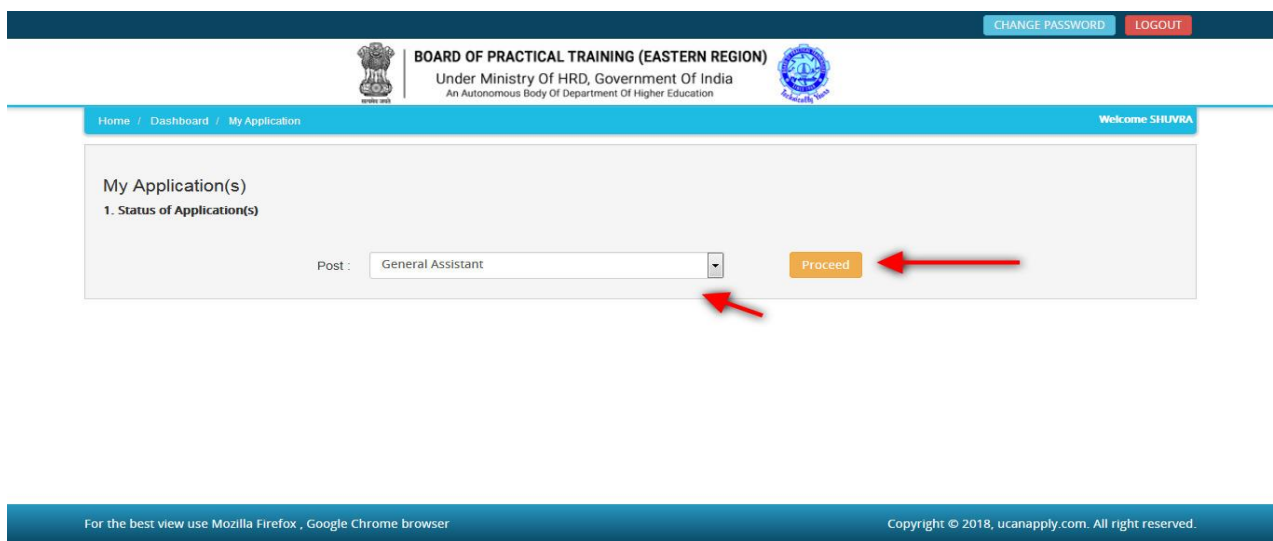 CHANGE PASSWORD LOGOUT
BOARD OF PRACTICAL TRAINING (EASTERN REGION)
Under Ministry Of HRD, Government Of India
An Autonomous Body Of Department Of Higher Education
सत्यमेव जयते
Home / Dashboard / My Application Welcome SHUVRA
My Application(s)
1. Status of Application(s)
Post : General Assistant Proceed
For the best view use Mozilla Firefox , Google Chrome browser Copyright © 2018, ucanapply.com. All right reserved.